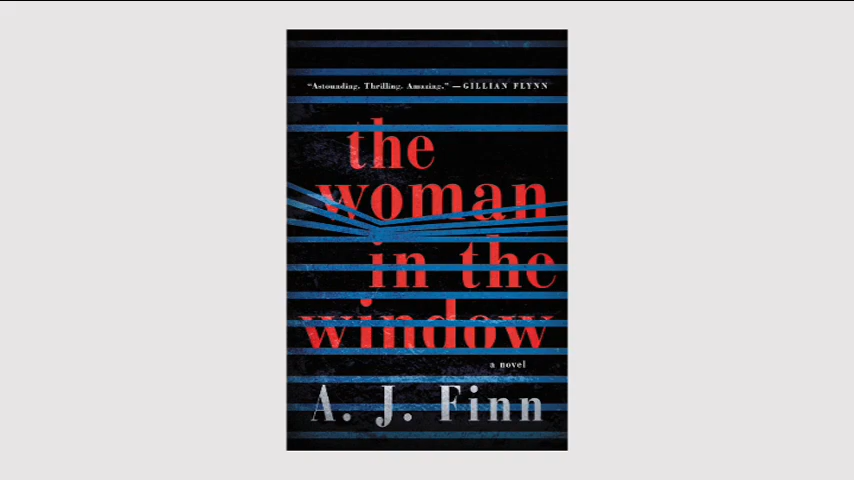 “Astounding. Thrilling. Amazing.” —GILLIAN FLYNN
the
woman
in the
window
a novel
A. J. Finn